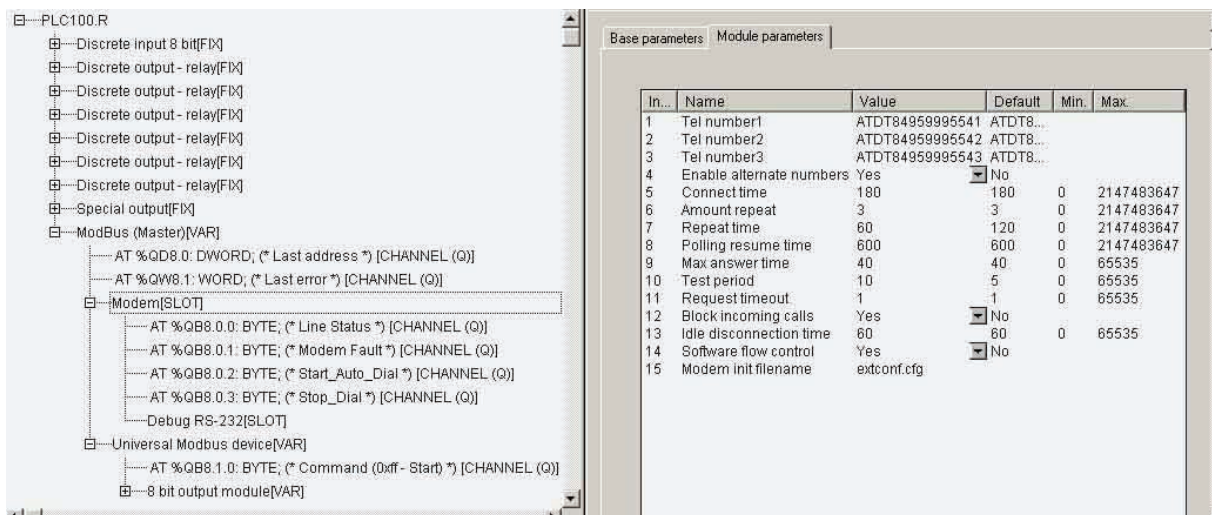 PLC100.R
Discrete input 8 bit[FIX]
Discrete output - relay[FIX]
Discrete output - relay[FIX]
Discrete output - relay[FIX]
Discrete output - relay[FIX]
Discrete output - relay[FIX]
Discrete output - relay[FIX]
Special output[FIX]
ModBus (Master)[VAR]
AT %QD8.0: DWORD; (* Last address *) [CHANNEL (Q)]
AT %QW8.1: WORD; (* Last error *) [CHANNEL (Q)]
Modem[SLOT]
AT %QB8.0.0: BYTE; (* Line Status *) [CHANNEL (Q)]
AT %QB8.0.1: BYTE; (* Modem Fault *) [CHANNEL (Q)]
AT %QB8.0.2: BYTE; (* Start_Auto_Dial *) [CHANNEL (Q)]
AT %QB8.0.3: BYTE; (* Stop_Dial *) [CHANNEL (Q)]
Debug RS-232[SLOT]
Universal Modbus device[VAR]
AT %QB8.1.0: BYTE; (* Command (0xff - Start) *) [CHANNEL (Q)]
8 bit output module[VAR]
Base parameters Module parameters
In... Name Value Default Min. Max.
1 Tel number1 ATDT84959995541 ATDT8...
2 Tel number2 ATDT84959995542 ATDT8...
3 Tel number3 ATDT84959995543 ATDT8...
4 Enable alternate numbers Yes No
5 Connect time 180 180 0 2147483647
6 Amount repeat 3 3 0 2147483647
7 Repeat time 60 120 0 2147483647
8 Polling resume time 600 600 0 2147483647
9 Max answer time 40 40 0 65535
10 Test period 10 5 0 65535
11 Request timeout 1 1 0 65535
12 Block incoming calls Yes No
13 Idle disconnection time 60 60 0 65535
14 Software flow control Yes No
15 Modem init filename extconf.cfg